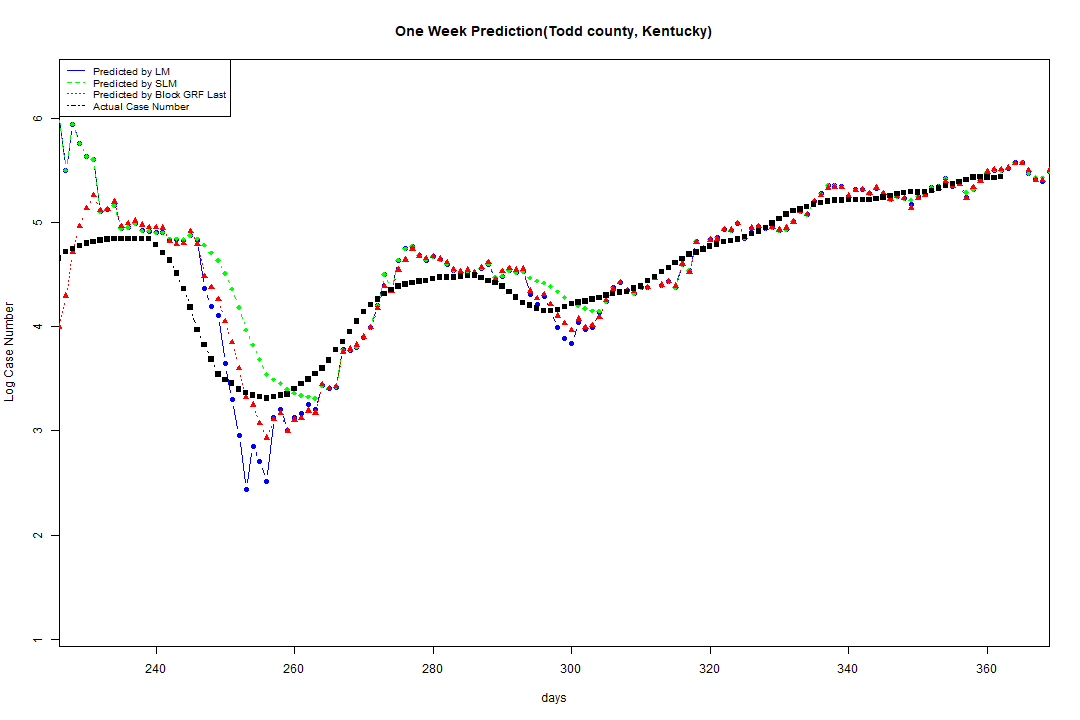 One Week Prediction(Todd county, Kentucky)
Predicted by LM
Predicted by SLM
Predicted by Block GRF Last
Actual Case Number
6
5
4
3
2
1
Log Case Number
240 260 280 300 320 340 360
days